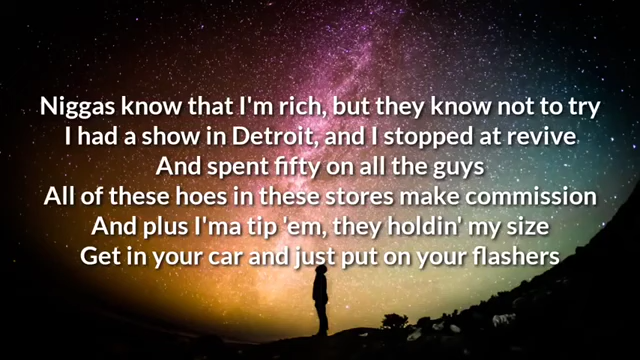 Niggas know that I'm rich, but they know not to try
I had a show in Detroit, and I stopped at revive
And spent fifty on all the guys
All of these hoes in these stores make commission
And plus I'ma tip 'em, they holdin' my size
Get in your car and just put on your flashers